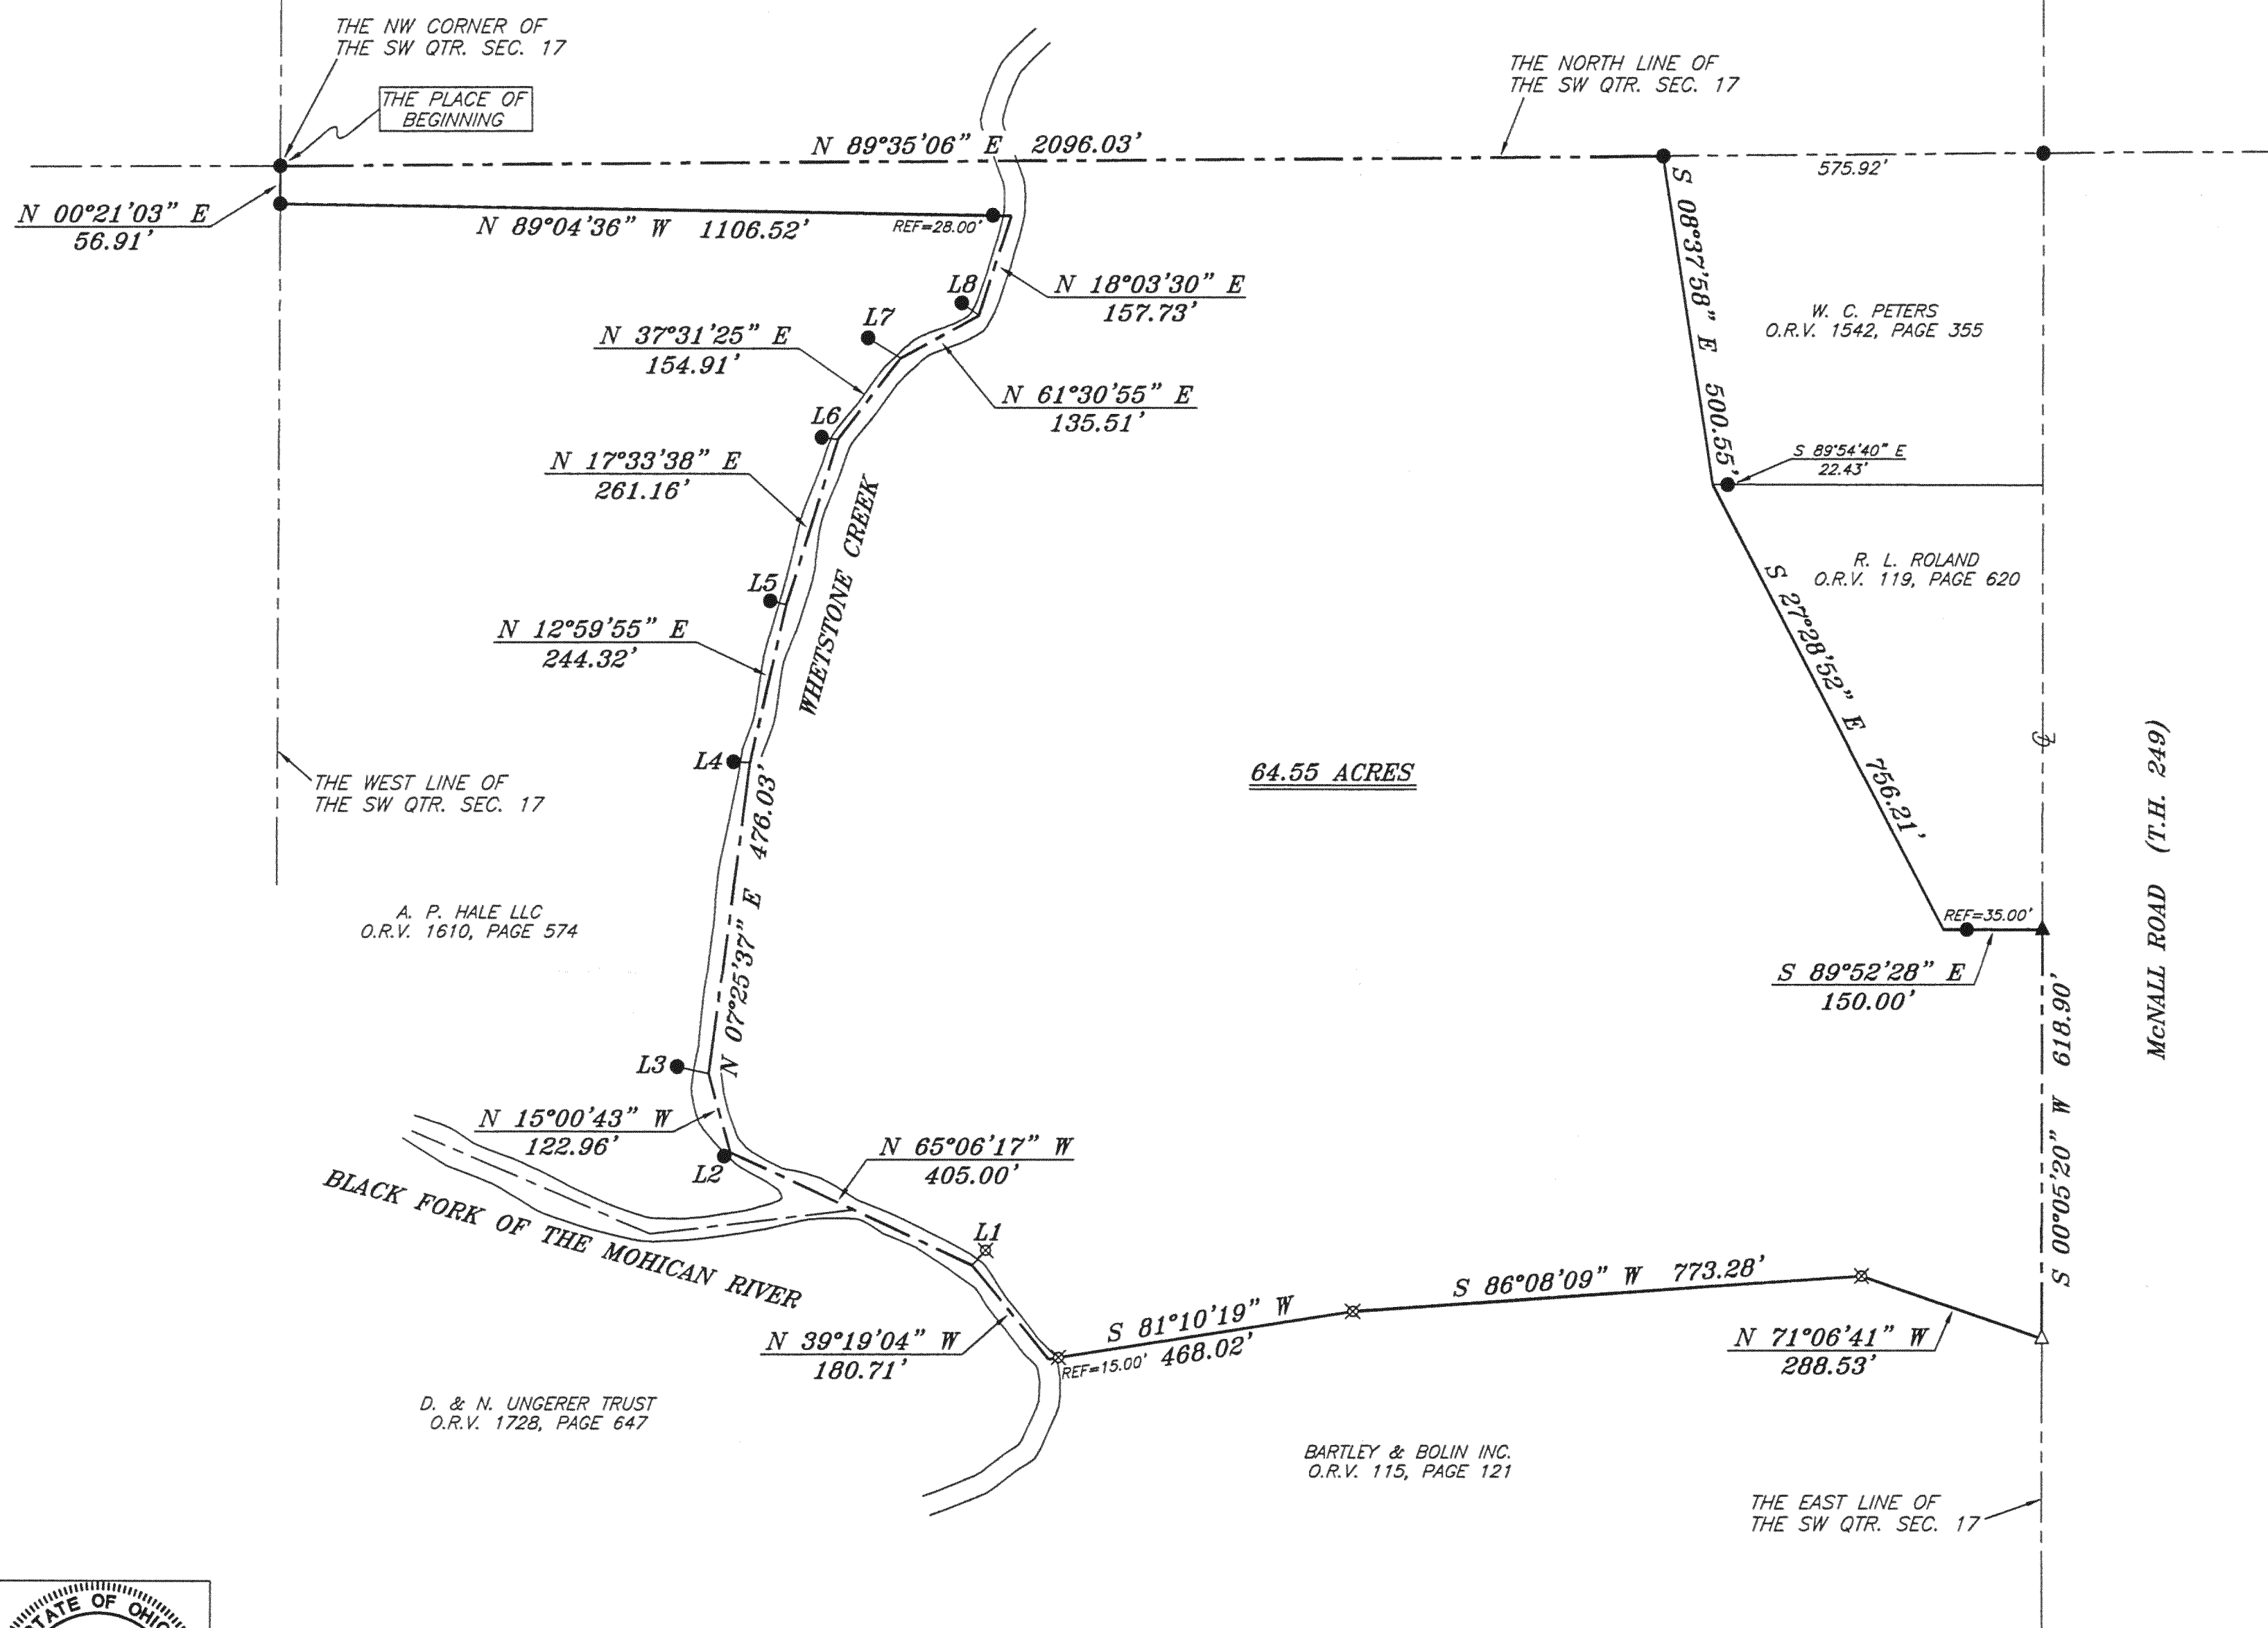 THE NW CORNER OF
THE SW QTR. SEC. 17
THE PLACE OF
BEGINNING
THE NORTH LINE OF
THE SW QTR. SEC. 17
N 89°35'06" E 2096.03'
575.92'
N 00°21'03" E
56.91'
N 89°04'36" W 1106.52'
REF=28.00'
S 08°37'58" E 500.55'
L8
N 18°03'30" E
157.73'
W. C. PETERS
O.R.V. 1542, PAGE 355
L7
N 37°31'25" E
154.91'
N 61°30'55" E
135.51'
L6
N 17°33'38" E
261.16'
S 89°54'40" E
22.43'
WHETSTONE CREEK
R. L. ROLAND
O.R.V. 119, PAGE 620
L5
S 27°28'52" E 756.21'
N 12°59'55" E
244.32'
L4
THE WEST LINE OF
THE SW QTR. SEC. 17
64.55 ACRES
McNALL ROAD (T.H. 249)
N 07°25'37" E 476.03'
A. P. HALE LLC
O.R.V. 1610, PAGE 574
REF=35.00'
S 89°52'28" E
150.00'
S 00°05'20" W 618.90'
L3
N 15°00'43" W
122.96'
L2
N 65°06'17" W
405.00'
BLACK FORK OF THE MOHICAN RIVER
L1
S 86°08'09" W 773.28'
S 81°10'19" W
468.02'
REF=15.00'
N 39°19'04" W
180.71'
N 71°06'41" W
288.53'
D. & N. UNGERER TRUST
O.R.V. 1728, PAGE 647
BARTLEY & BOLIN INC.
O.R.V. 115, PAGE 121
THE EAST LINE OF
THE SW QTR. SEC. 17
STATE OF OHIO